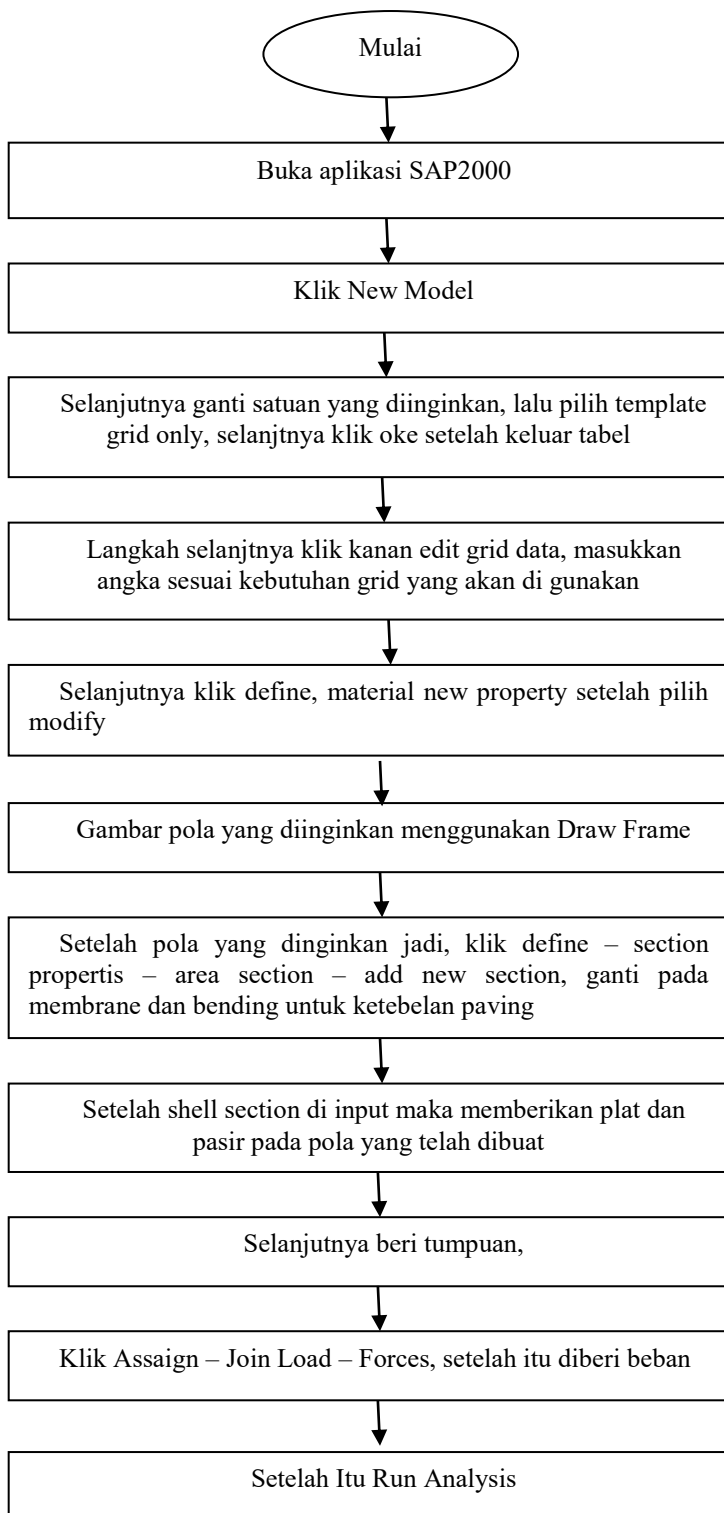 Mulai
Buka aplikasi SAP2000
Klik New Model
Selanjutnya ganti satuan yang diinginkan, lalu pilih template
grid only, selanjtnya klik oke setelah keluar tabel
Langkah selanjtnya klik kanan edit grid data, masukkan
angka sesuai kebutuhan grid yang akan di gunakan
Selanjutnya klik define, material new property setelah pilih
modify
Gambar pola yang diinginkan menggunakan Draw Frame
Setelah pola yang dinginkan jadi, klik define – section
propertis – area section – add new section, ganti pada
membrane dan bending untuk ketebelan paving
Setelah shell section di input maka memberikan plat dan
pasir pada pola yang telah dibuat
Selanjutnya beri tumpuan,
Klik Assaign – Join Load – Forces, setelah itu diberi beban
Setelah Itu Run Analysis